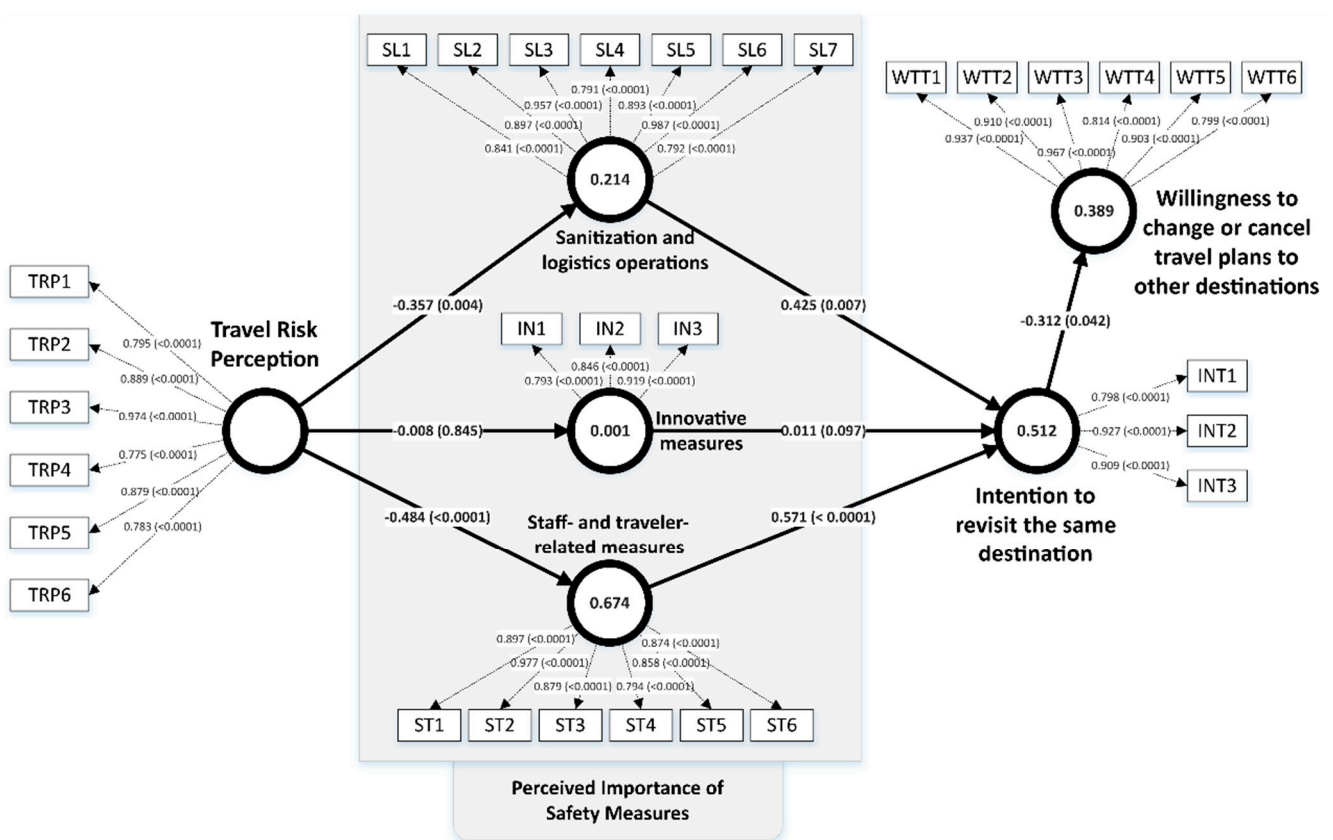 SL1 SL2 SL3 SL4 SL5 SL6 SL7
0.791 (<0.0001)
0.957 (<0.0001) 0.893 (<0.0001)
0.897 (<0.0001) 0.987 (<0.0001)
0.841 (<0.0001) 0.792 (<0.0001)
0.214
Sanitization and
logistics operations
WTT1 WTT2 WTT3 WTT4 WTT5 WTT6
0.910 (<0.0001) 0.814 (<0.0001) 0.799 (<0.0001)
0.937 (<0.0001) 0.903 (<0.0001)
0.967 (<0.0001)
0.389
Willingness to
change or cancel
travel plans to
other destinations
TRP1
TRP2
TRP3
TRP4
TRP5
TRP6
0.795 (<0.0001)
0.889 (<0.0001)
0.974 (<0.0001)
0.775 (<0.0001)
0.879 (<0.0001)
0.783 (<0.0001)
Travel Risk
Perception
-0.357 (0.004)
0.425 (0.007)
-0.312 (0.042)
IN1 IN2 IN3
0.846 (<0.0001)
0.793 (<0.0001) 0.919 (<0.0001)
-0.008 (0.845)
0.001
Innovative
measures
0.011 (0.097)
0.512
Intention to
revisit the same
destination
0.798 (<0.0001)
0.927 (<0.0001)
0.909 (<0.0001)
INT1
INT2
INT3
-0.484 (<0.0001)
0.571 (< 0.0001)
Staff- and traveler-
related measures
0.674
0.897 (<0.0001) 0.874 (<0.0001)
0.977 (<0.0001) 0.858 (<0.0001)
0.879 (<0.0001) 0.794 (<0.0001)
ST1 ST2 ST3 ST4 ST5 ST6
Perceived Importance of
Safety Measures